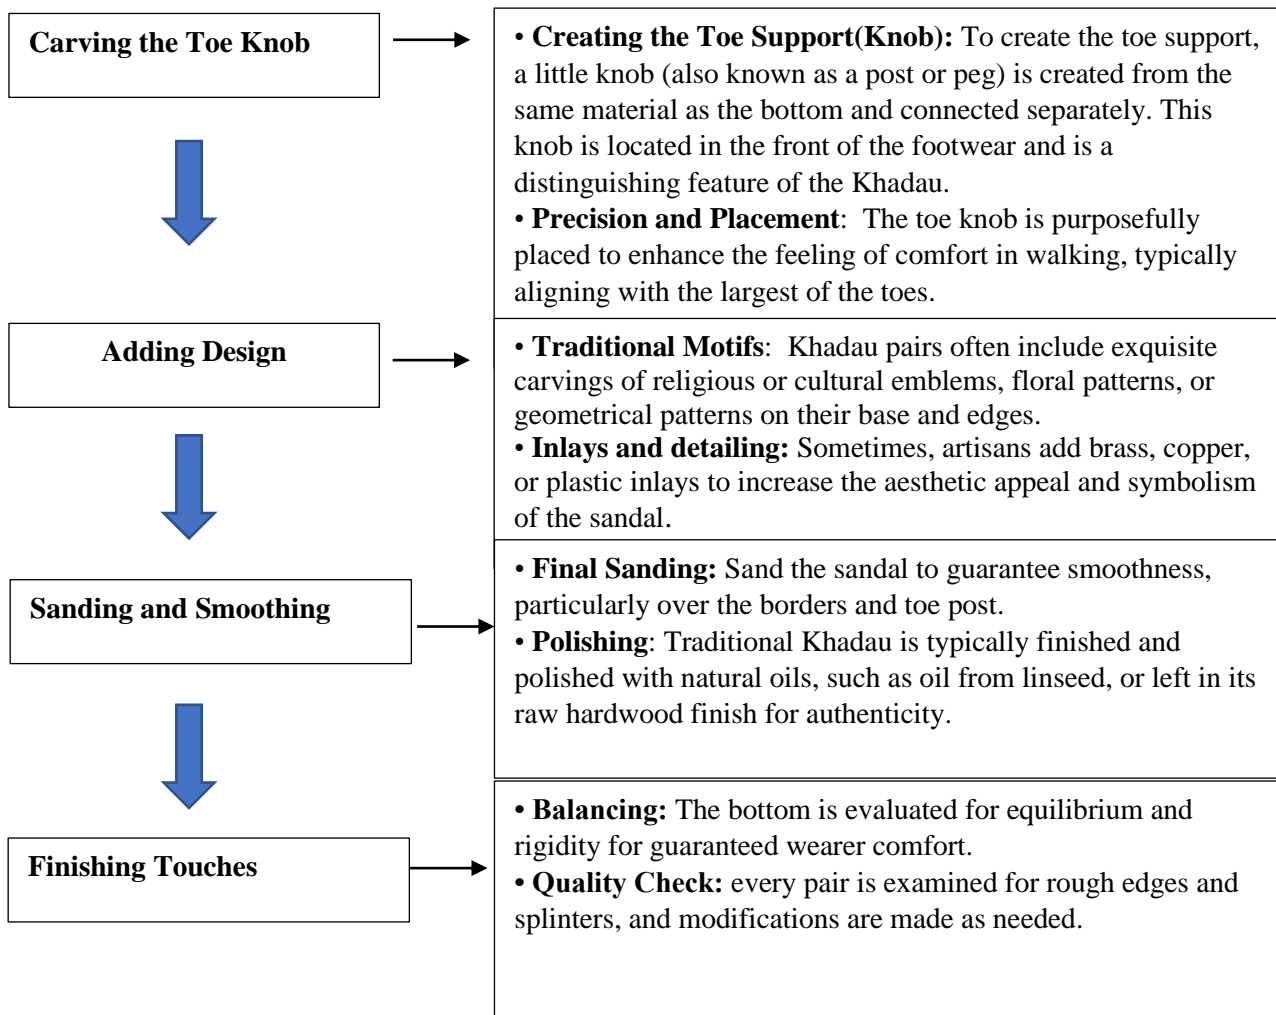 Carving the Toe Knob
• Creating the Toe Support(Knob): To create the toe support,
a little knob (also known as a post or peg) is created from the
same material as the bottom and connected separately. This
knob is located in the front of the footwear and is a
distinguishing feature of the Khadau.
• Precision and Placement:  The toe knob is purposefully
placed to enhance the feeling of comfort in walking, typically
aligning with the largest of the toes.
Adding Design
• Traditional Motifs:  Khadau pairs often include exquisite
carvings of religious or cultural emblems, floral patterns, or
geometrical patterns on their base and edges.
• Inlays and detailing: Sometimes, artisans add brass, copper,
or plastic inlays to increase the aesthetic appeal and symbolism
of the sandal.
Sanding and Smoothing
• Final Sanding: Sand the sandal to guarantee smoothness,
particularly over the borders and toe post.
• Polishing: Traditional Khadau is typically finished and
polished with natural oils, such as oil from linseed, or left in its
raw hardwood finish for authenticity.
Finishing Touches
• Balancing: The bottom is evaluated for equilibrium and
rigidity for guaranteed wearer comfort.
• Quality Check: every pair is examined for rough edges and
splinters, and modifications are made as needed.